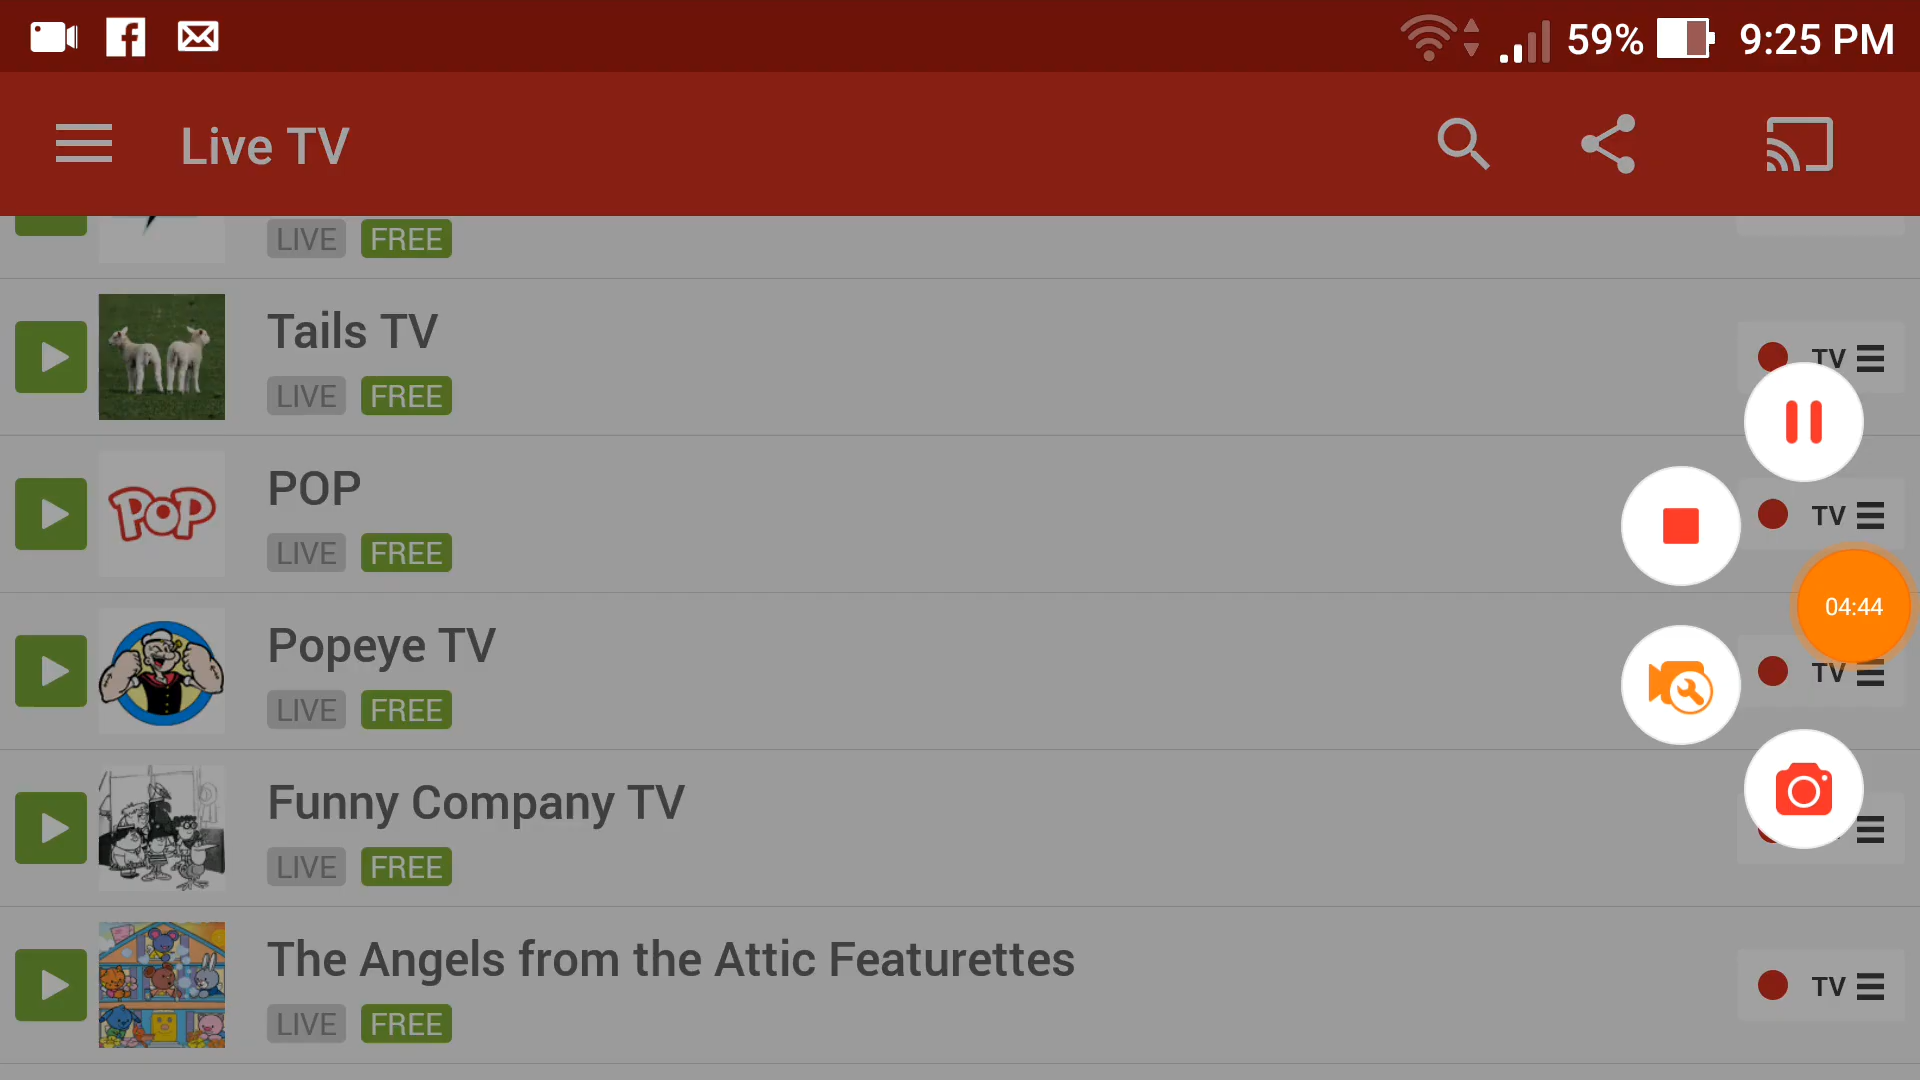 59% 9:25 PM
Live TV
LIVE FREE
Tails TV
LIVE FREE
TV
POP
POP
LIVE FREE
TV
04:44
Popeye TV
LIVE FREE
TV
Funny Company TV
LIVE FREE
The Angels from the Attic Featurettes
LIVE FREE
TV